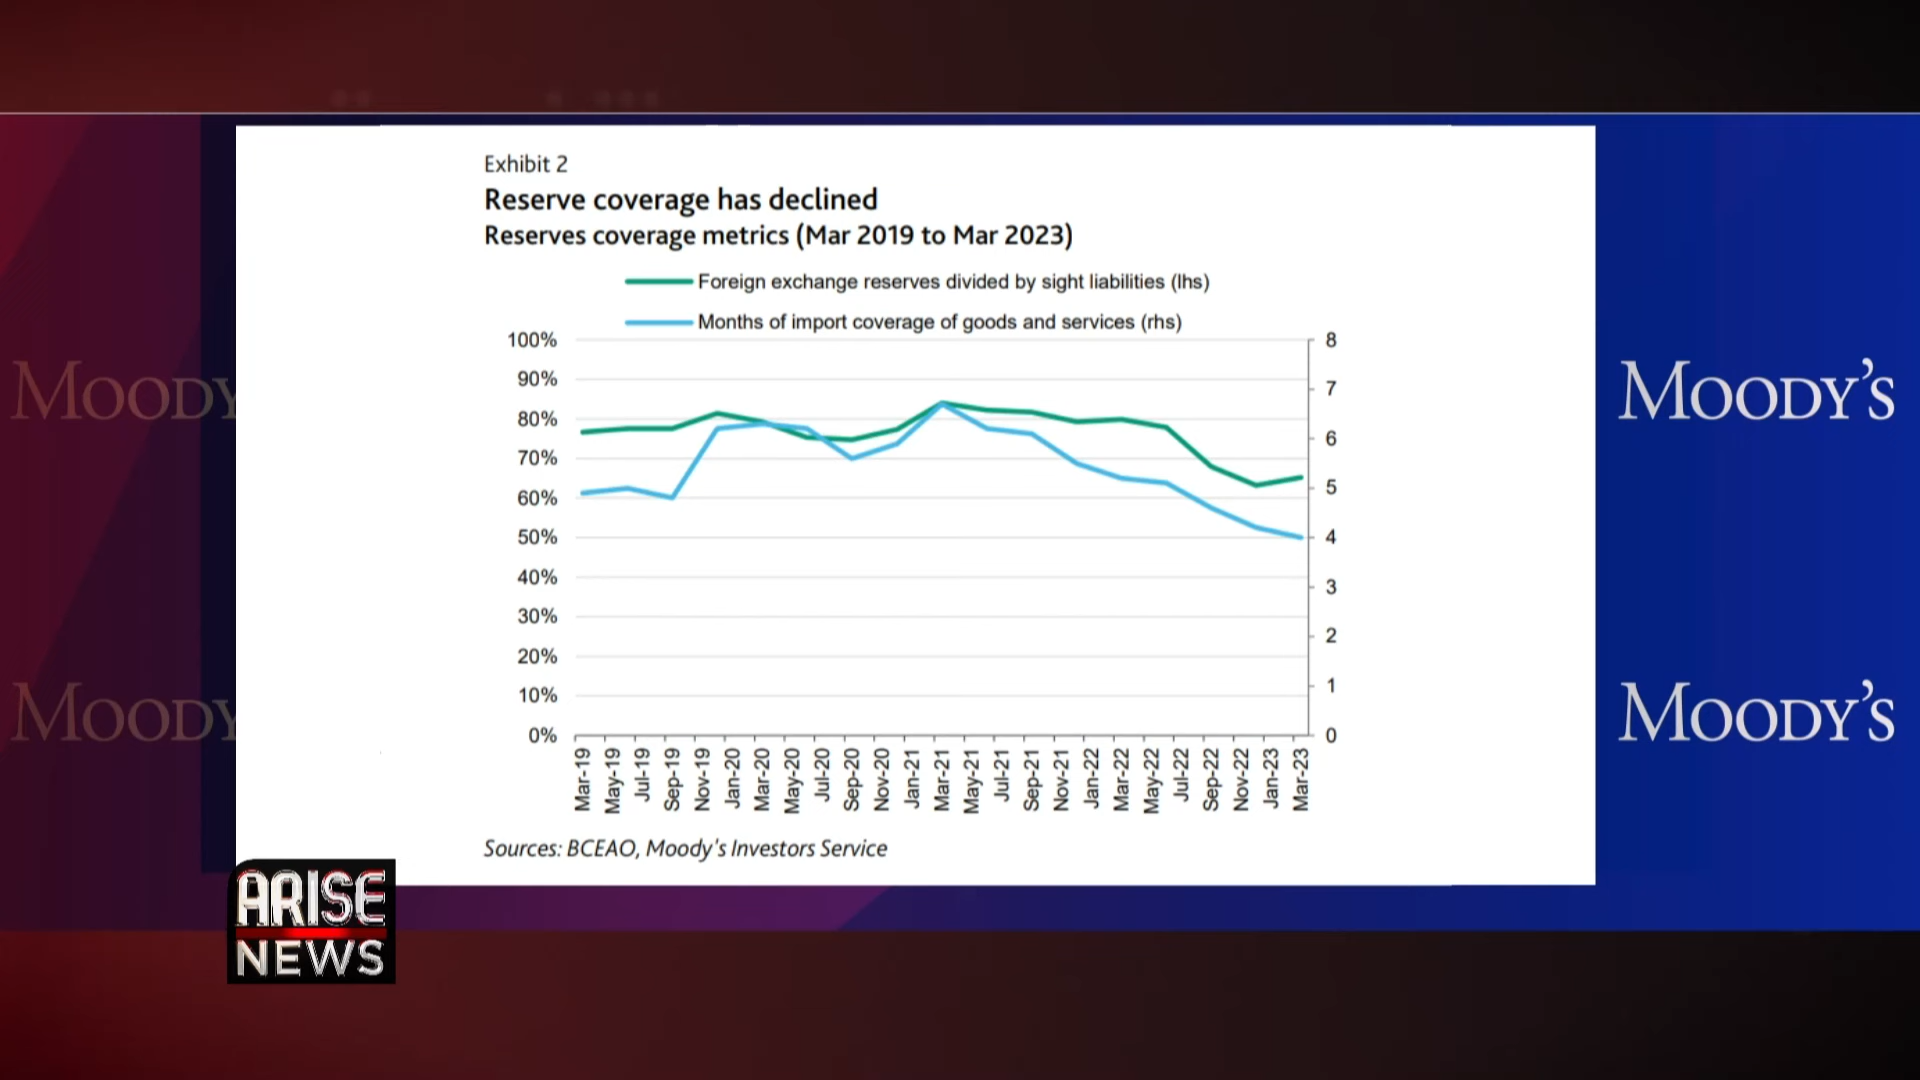 Exhibit 2
Reserve coverage has declined
Reserves coverage metrics (Mar 2019 to Mar 2023)
Foreign exchange reserves divided by sight liabilities (lhs)
Months of import coverage of goods and services (rhs)
100%
90%
80%
70%
60%
50%
40%
30%
20%
10%
0%
8
7
6
5
4
3
2
1
0
Mar-19
May-19
Jul-19
Sep-19
Nov-19
Jan-20
Mar-20
May-20
Jul-20
Sep-20
Nov-20
Jan-21
Mar-21
May-21
Jul-21
Sep-21
Nov-21
Jan-22
Mar-22
May-22
Jul-22
Sep-22
Nov-22
Jan-23
Mar-23
Sources: BCEAO, Moody's Investors Service
MOODY
MOODY'S
MOODY
MOODY'S
ARISE
NEWS